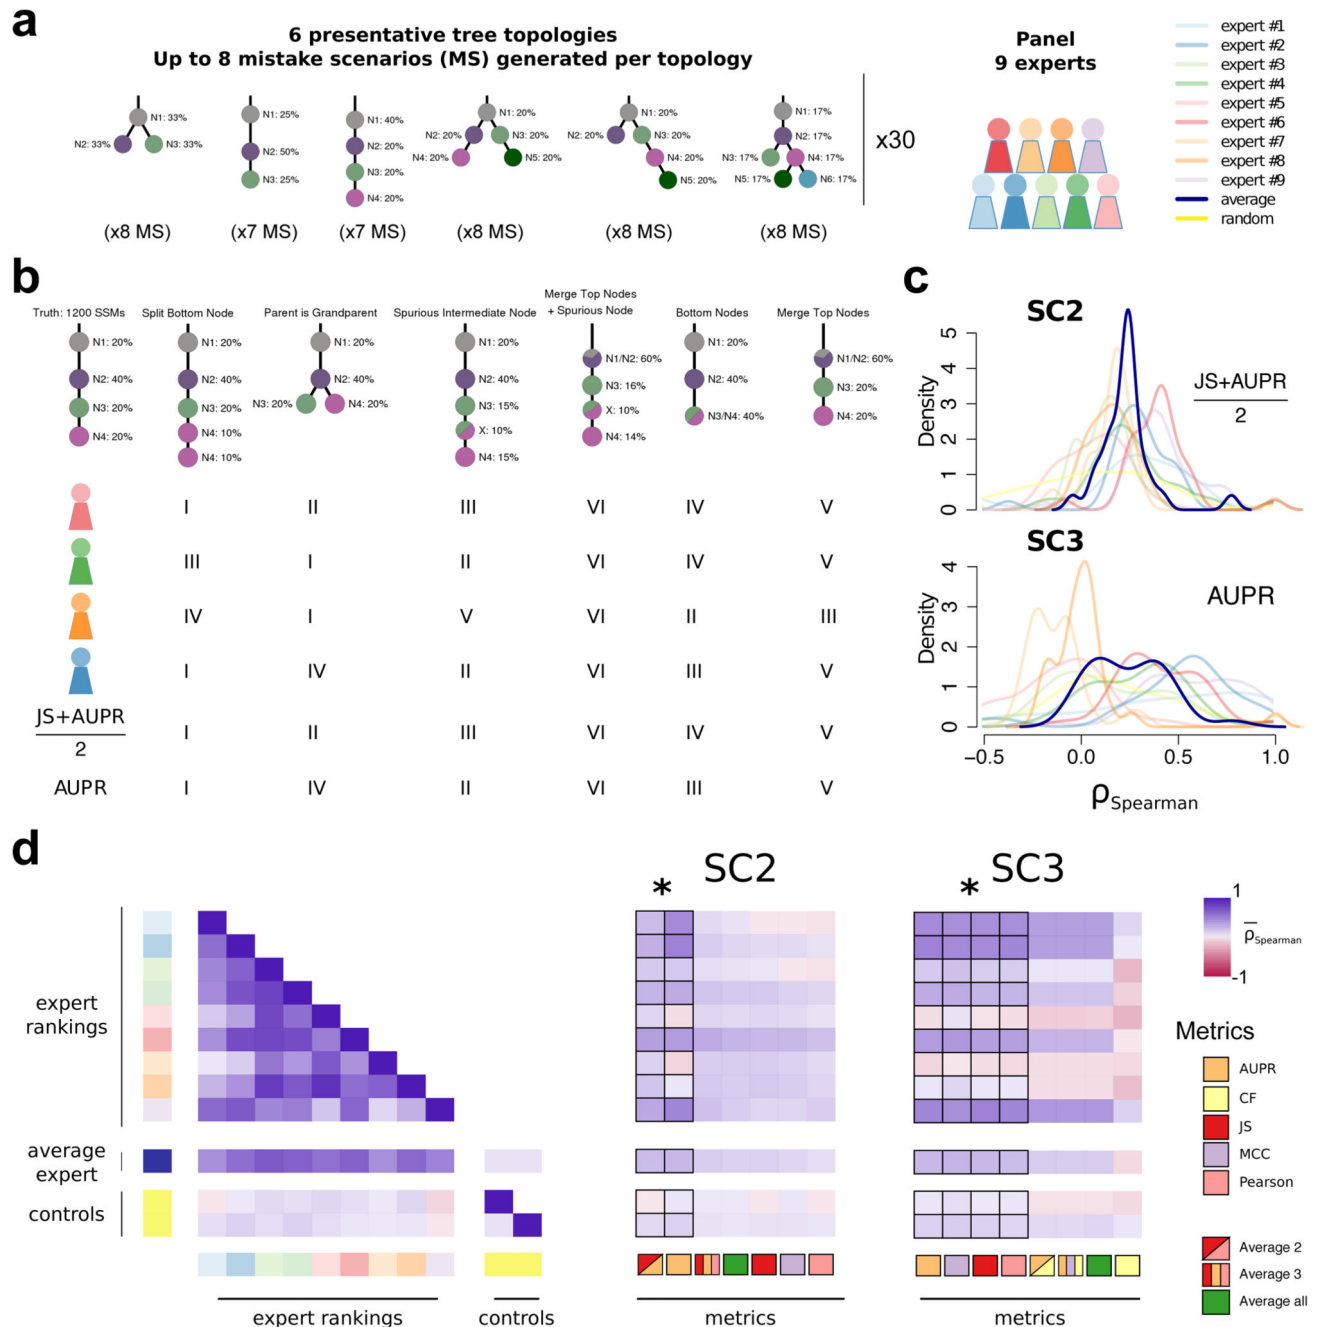 a
6 presentative tree topologies
Up to 8 mistake scenarios (MS) generated per topology
N1: 33%
N2: 33%
N3: 33%
(x8 MS)
N1: 25%
N2: 50%
N3: 25%
(x7 MS)
N1: 40%
N2: 20%
N3: 20%
N4: 20%
(x7 MS)
N1: 20%
N2: 20%
N3: 20%
N4: 20%
N5: 20%
(x8 MS)
N1: 20%
N2: 20%
N3: 20%
N4: 20%
N5: 20%
(x8 MS)
N1: 17%
N2: 17%
N3: 17%
N4: 17%
N5: 17%
N6: 17%
(x8 MS)
x30
Panel
9 experts
expert #1
expert #2
expert #3
expert #4
expert #5
expert #6
expert #7
expert #8
expert #9
average
random
b
Truth: 1200 SSMs
N1: 20%
N2: 40%
N3: 20%
N4: 20%
Split Bottom Node
N1: 20%
N2: 40%
N3: 20%
N4: 10%
N4: 10%
Parent is Grandparent
N1: 20%
N2: 40%
N3: 20%
N4: 20%
Spurious Intermediate Node
N1: 20%
N2: 40%
N3: 15%
X: 10%
N4: 15%
Merge Top Nodes
+ Spurious Node
N1/N2: 60%
N3: 16%
X: 10%
N4: 14%
Bottom Nodes
N1: 20%
N2: 40%
N3/N4: 40%
Merge Top Nodes
N1/N2: 60%
N3: 20%
N4: 20%
I II III VI IV V
III I II VI IV V
IV I V VI II III
I IV II VI III V
JS+AUPR
2
I II III VI IV V
AUPR I IV II VI III V
c
SC2
JS+AUPR
2
Density
0 1 2 3 4 5
SC3
AUPR
Density
0 1 2 3 4
−0.5 0.0 0.5 1.0
ρSpearman
d
SC2
*
SC3
*
expert
rankings
average
expert
controls
expert rankings
controls
metrics
metrics
1
-1
ρSpearman
Metrics
AUPR
CF
JS
MCC
Pearson
Average 2
Average 3
Average all